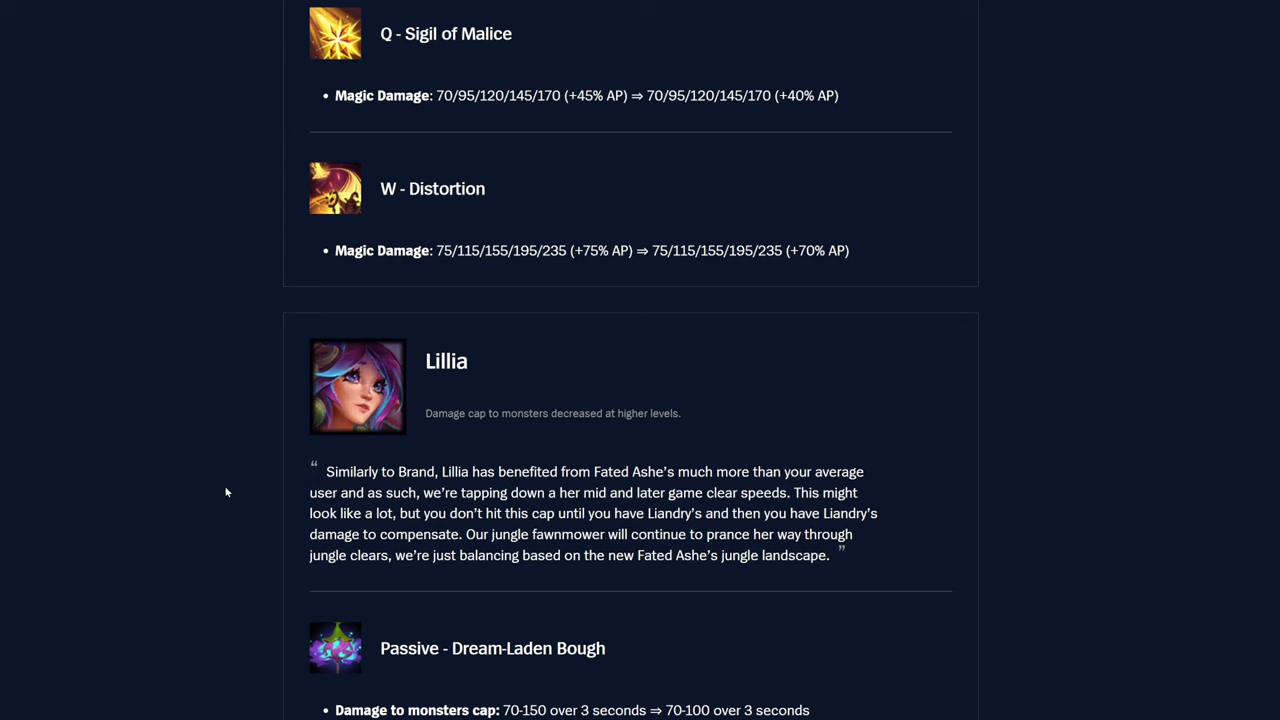 Q - Sigil of Malice
• Magic Damage: 70/95/120/145/170 (+45% AP) ⇒ 70/95/120/145/170 (+40% AP)
W - Distortion
• Magic Damage: 75/115/155/195/235 (+75% AP) ⇒ 75/115/155/195/235 (+70% AP)
Lillia
Damage cap to monsters decreased at higher levels.
“ Similarly to Brand, Lillia has benefited from Fated Ashe’s much more than your average
user and as such, we’re tapping down a her mid and later game clear speeds. This might
look like a lot, but you don’t hit this cap until you have Liandry’s and then you have Liandry’s
damage to compensate. Our jungle fawnmower will continue to prance her way through
jungle clears, we’re just balancing based on the new Fated Ashe’s jungle landscape. ”
Passive - Dream-Laden Bough
• Damage to monsters cap: 70-150 over 3 seconds ⇒ 70-100 over 3 seconds